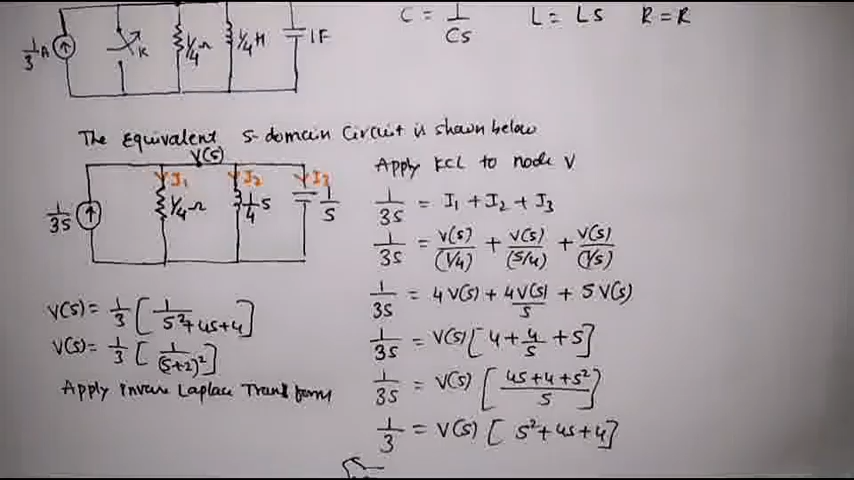 1/3 A K 1/4 Ω 1/4 H 1F
C = 1/Cs L = Ls R = R
The Equivalent S-domain Circuit is shown below
V(s)
I1 I2 I3
1/3s 1/4 Ω 1/4 s 1/s
V(s) = 1/3 [ 1/s²+4s+4 ]
V(s) = 1/3 [ 1/(s+2)² ]
Apply Inverse Laplace Transform
Apply KCL to node V
1/3s = I1 + I2 + I3
1/3s = V(s)/(1/4) + V(s)/(s/4) + V(s)/(1/s)
1/3s = 4V(s) + 4V(s)/s + sV(s)
1/3s = V(s) [ 4 + 4/s + s ]
1/3s = V(s) [ 4s+4+s²/s ]
1/3 = V(s) [ s²+4s+4 ]